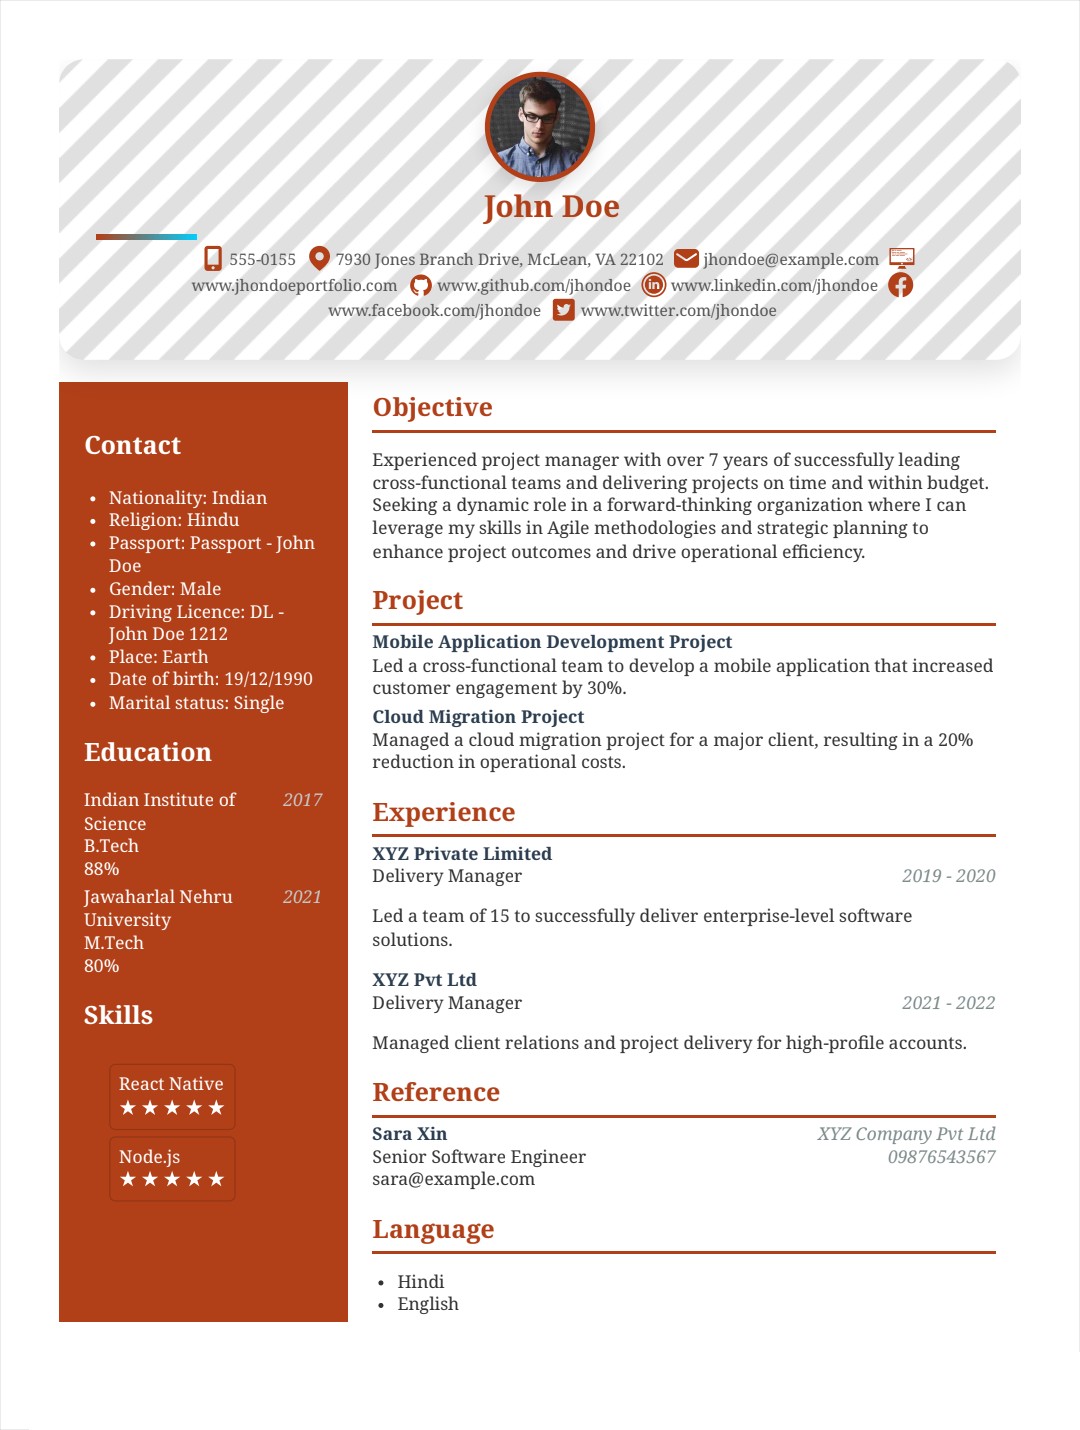 John Doe
555-0155 7930 Jones Branch Drive, McLean, VA 22102 jhondoe@example.com
www.jhondoeportfolio.com www.github.com/jhondoe www.linkedin.com/jhondoe
www.facebook.com/jhondoe www.twitter.com/jhondoe
Contact
• Nationality: Indian
• Religion: Hindu
• Passport: Passport - John
Doe
• Gender: Male
• Driving Licence: DL -
John Doe 1212
• Place: Earth
• Date of birth: 19/12/1990
• Marital status: Single
Education
Indian Institute of 2017
Science
B.Tech
88%
Jawaharlal Nehru 2021
University
M.Tech
80%
Skills
React Native
★ ★ ★ ★ ★
Node.js
★ ★ ★ ★ ★
Objective
Experienced project manager with over 7 years of successfully leading
cross-functional teams and delivering projects on time and within budget.
Seeking a dynamic role in a forward-thinking organization where I can
leverage my skills in Agile methodologies and strategic planning to
enhance project outcomes and drive operational efficiency.
Project
Mobile Application Development Project
Led a cross-functional team to develop a mobile application that increased
customer engagement by 30%.
Cloud Migration Project
Managed a cloud migration project for a major client, resulting in a 20%
reduction in operational costs.
Experience
XYZ Private Limited
Delivery Manager 2019 - 2020
Led a team of 15 to successfully deliver enterprise-level software
solutions.
XYZ Pvt Ltd
Delivery Manager 2021 - 2022
Managed client relations and project delivery for high-profile accounts.
Reference
Sara Xin XYZ Company Pvt Ltd
Senior Software Engineer 09876543567
sara@example.com
Language
• Hindi
• English